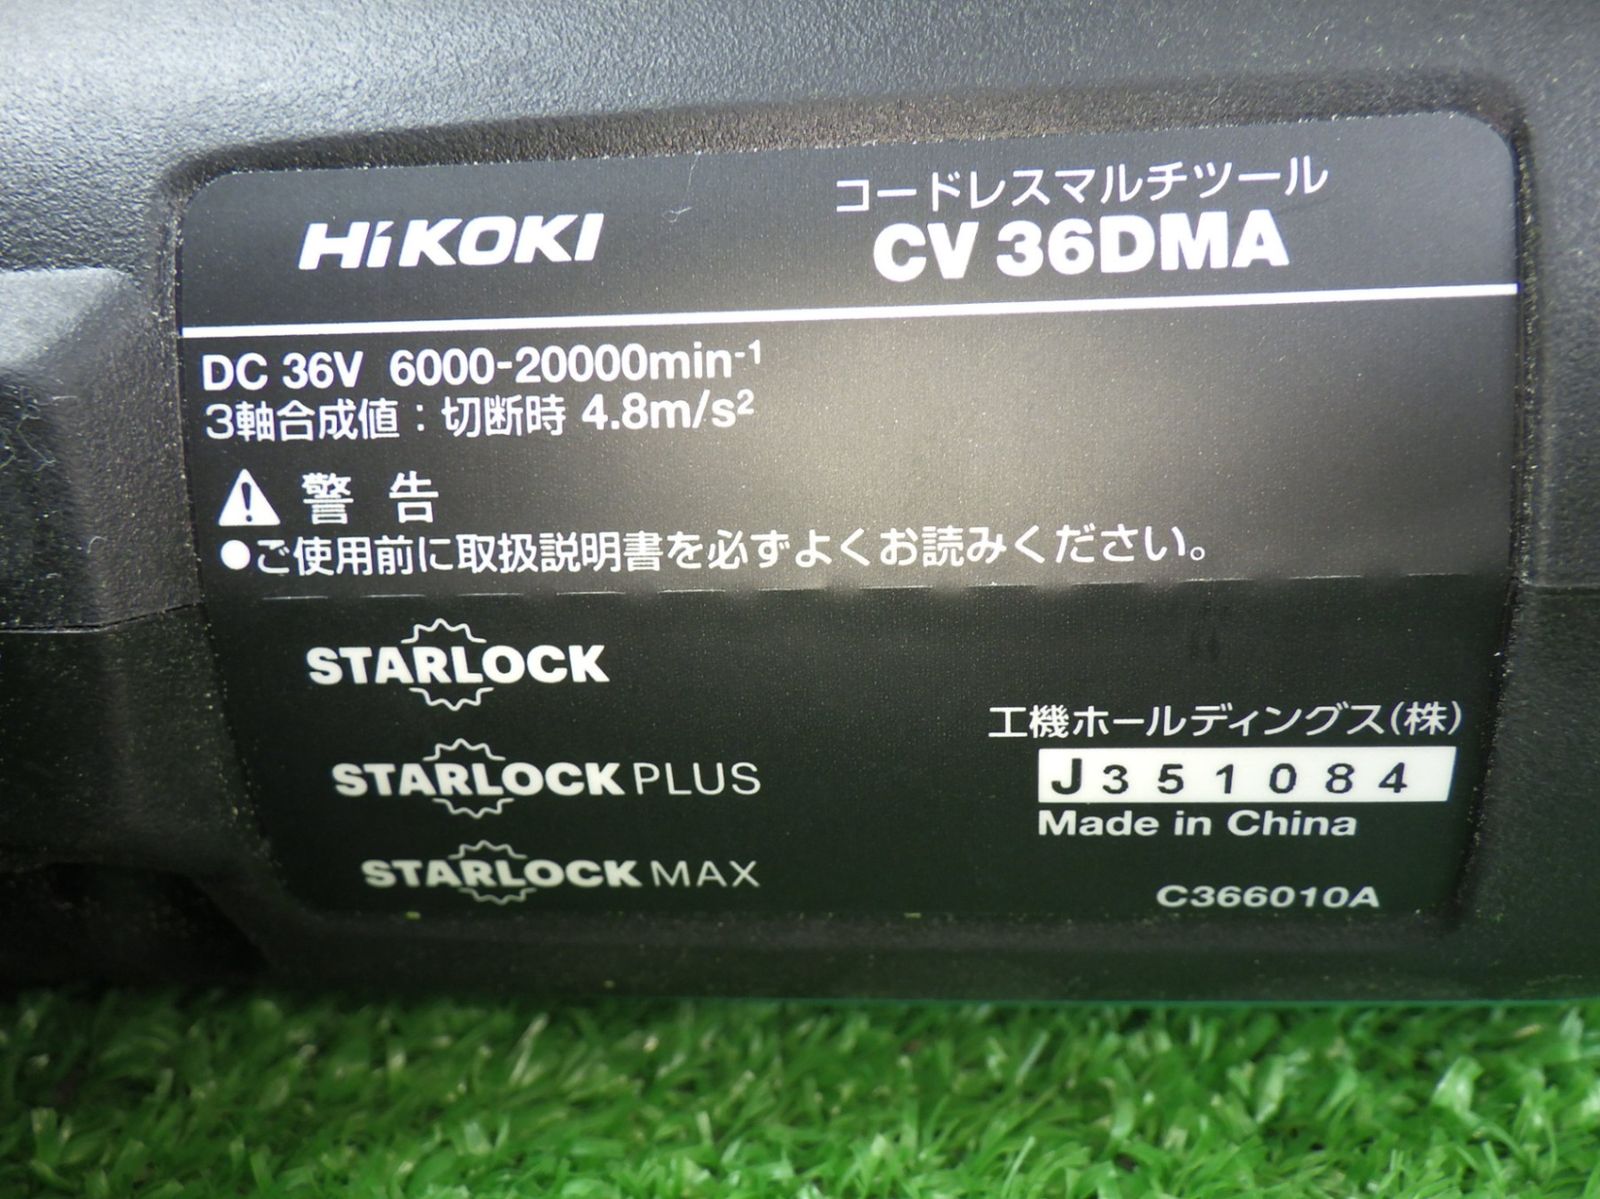 HiKOKI
コードレスマルチツール
CV 36DMA
DC 36V 6000-20000min⁻¹
3軸合成値：切断時 4.8m/s²
警 告
●ご使用前に取扱説明書を必ずよくお読みください。
STARLOCK
STARLOCK PLUS
STARLOCK MAX
工機ホールディングス(株)
J351084
Made in China
C366010A